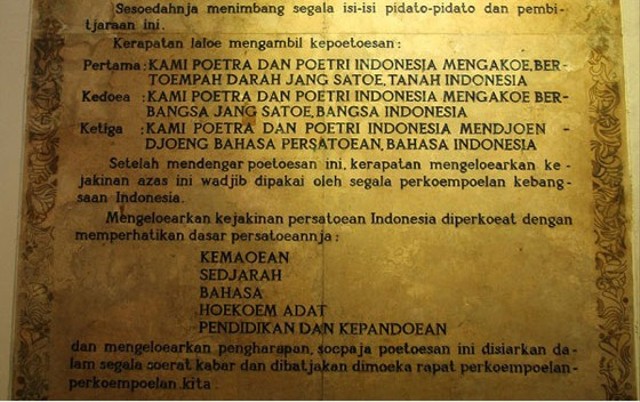 Sesoedahnja menimbang segala isi-isi pidato-pidato dan pembi-
tjaraan ini.
Kerapatan laloe mengambil kepoetoesan :
Pertama : KAMI POETRA DAN POETRI INDONESIA MENGAKOE, BER-
TOEMPAH DARAH JANG SATOE, TANAH INDONESIA
Kedoea : KAMI POETRA DAN POETRI INDONESIA MENGAKOE BER-
BANGSA JANG SATOE, BANGSA INDONESIA
Ketiga : KAMI POETRA DAN POETRI INDONESIA MENDJOEN -
DJOENG BAHASA PERSATOEAN, BAHASA INDONESIA
Setelah mendengar poetoesan ini, kerapatan mengeloearkan ke -
jakinan azas ini wadjib dipakai oleh segala perkoempoelan kebang-
saan Indonesia.
Mengeloearkan kejakinan persatoean Indonesia diperkoeat dengan
memperhatikan dasar persatoeannja :
KEMAOEAN
SEDJARAH
BAHASA
HOEKOEM ADAT
PENDIDIKAN DAN KEPANDOEAN
dan mengeloearkan pengharapan, socpaja poetoesan ini disiarkan da-
lam segala soerat kabar dan dibatjakan dimoeka rapat perkoempoelan-
perkoempoelan kita.